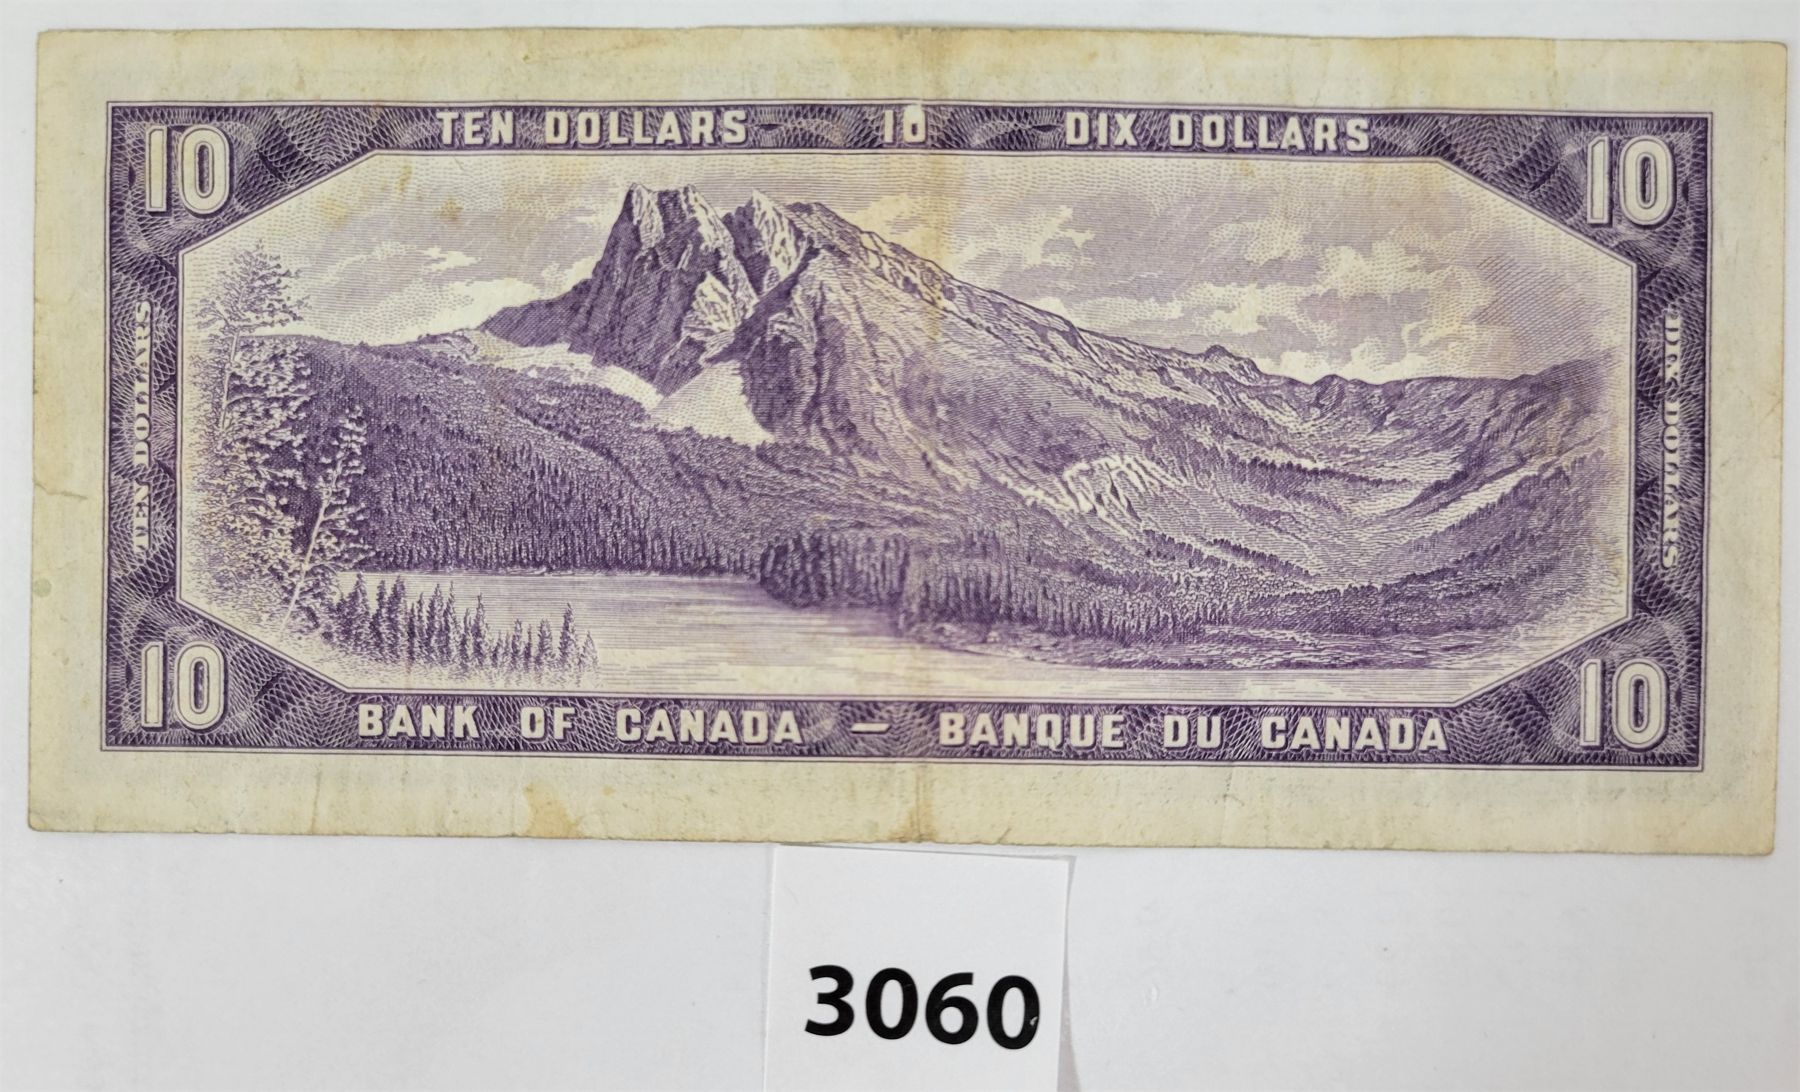 TEN DOLLARS 10 DIX DOLLARS
10 10
TEN DOLLARS
DIX DOLLARS
10 10
BANK OF CANADA — BANQUE DU CANADA
3060